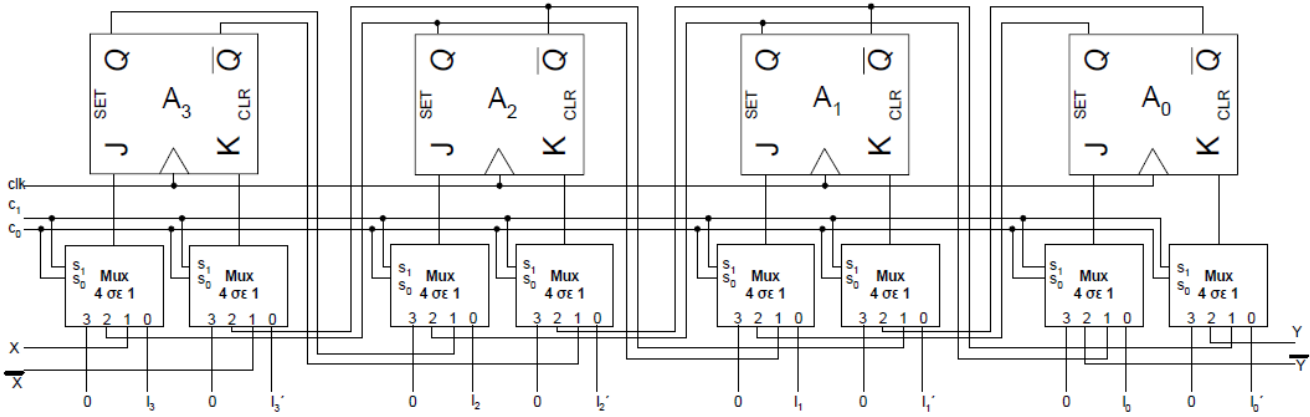 Q Q Q Q Q Q Q Q
SET A3 CLR SET A2 CLR SET A1 CLR SET A0 CLR
J K J K J K J K
clk
c1
c0
s1 s1 s1 s1 s1 s1 s1 s1
s0 s0 s0 s0 s0 s0 s0 s0
Mux Mux Mux Mux Mux Mux Mux Mux
4 σε 1 4 σε 1 4 σε 1 4 σε 1 4 σε 1 4 σε 1 4 σε 1 4 σε 1
3 2 1 0 3 2 1 0 3 2 1 0 3 2 1 0 3 2 1 0 3 2 1 0 3 2 1 0 3 2 1 0
X Y
X Y
0 I3 0 I3′ 0 I2 0 I2′ 0 I1 0 I1′ 0 I0 0 I0′